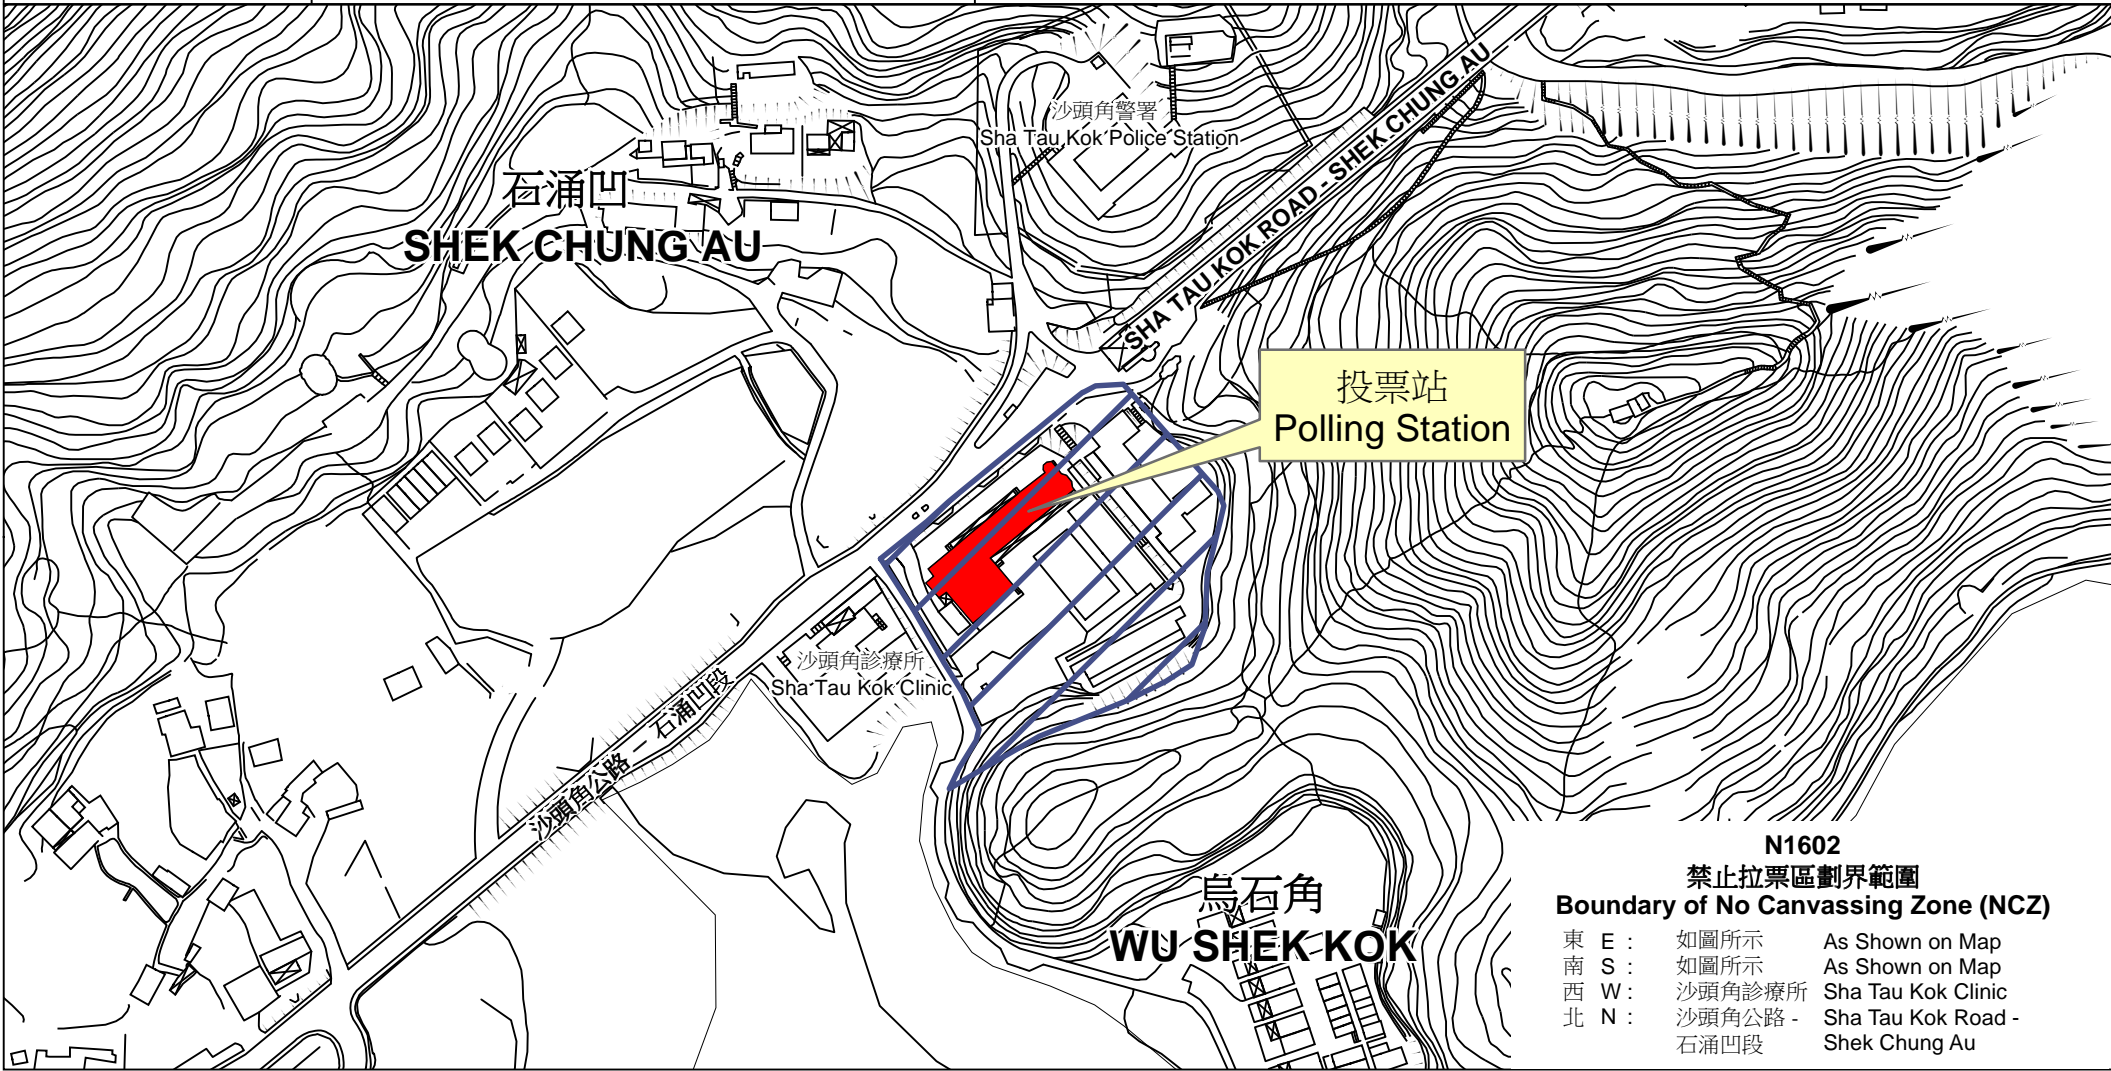 沙頭角警署
Sha Tau Kok Police Station
SHA TAU KOK ROAD - SHEK CHUNG AU
石涌凹
SHEK CHUNG AU
投票站
Polling Station
沙頭角診療所
Sha Tau Kok Clinic
沙頭角公路 - 石涌凹段
烏石角
WU SHEK KOK
N1602
禁止拉票區劃界範圍
Boundary of No Canvassing Zone (NCZ)
東 E : 如圖所示 As Shown on Map
南 S : 如圖所示 As Shown on Map
西 W : 沙頭角診療所 Sha Tau Kok Clinic
北 N : 沙頭角公路 - Sha Tau Kok Road -
石涌凹段 Shek Chung Au